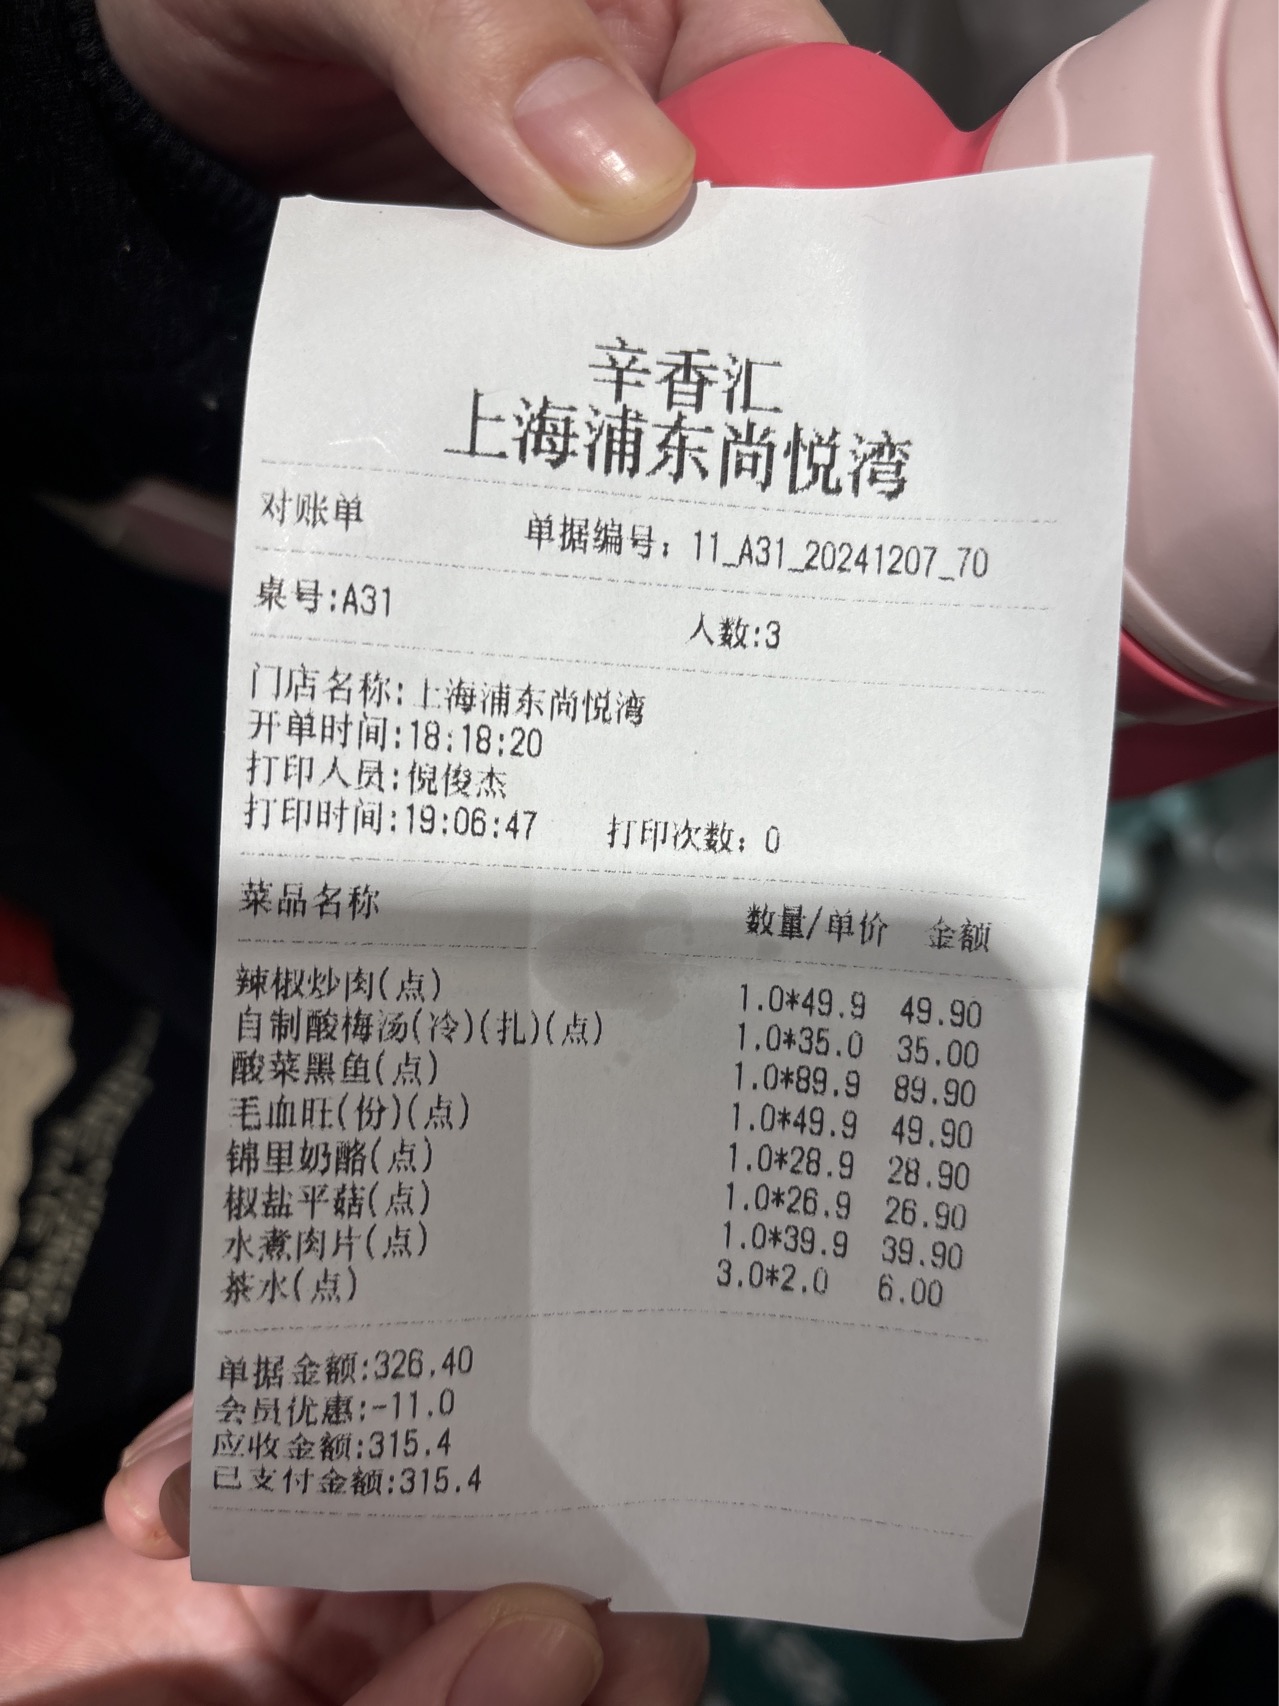 辛香汇
上海浦东尚悦湾
对账单 单据编号：11_A31_20241207_70
桌号:A31 人数:3
门店名称:上海浦东尚悦湾
开单时间:18:18:20
打印人员:倪俊杰
打印时间:19:06:47 打印次数：0
菜品名称 数量/单价 金额
辣椒炒肉(点) 1.0*49.9 49.90
自制酸梅汤(冷)(扎)(点) 1.0*35.0 35.00
酸菜黑鱼(点) 1.0*89.9 89.90
毛血旺(份)(点) 1.0*49.9 49.90
锦里奶酪(点) 1.0*28.9 28.90
椒盐平菇(点) 1.0*26.9 26.90
水煮肉片(点) 1.0*39.9 39.90
茶水(点) 3.0*2.0 6.00
单据金额:326.40
会员优惠:-11.0
应收金额:315.4
已支付金额:315.4